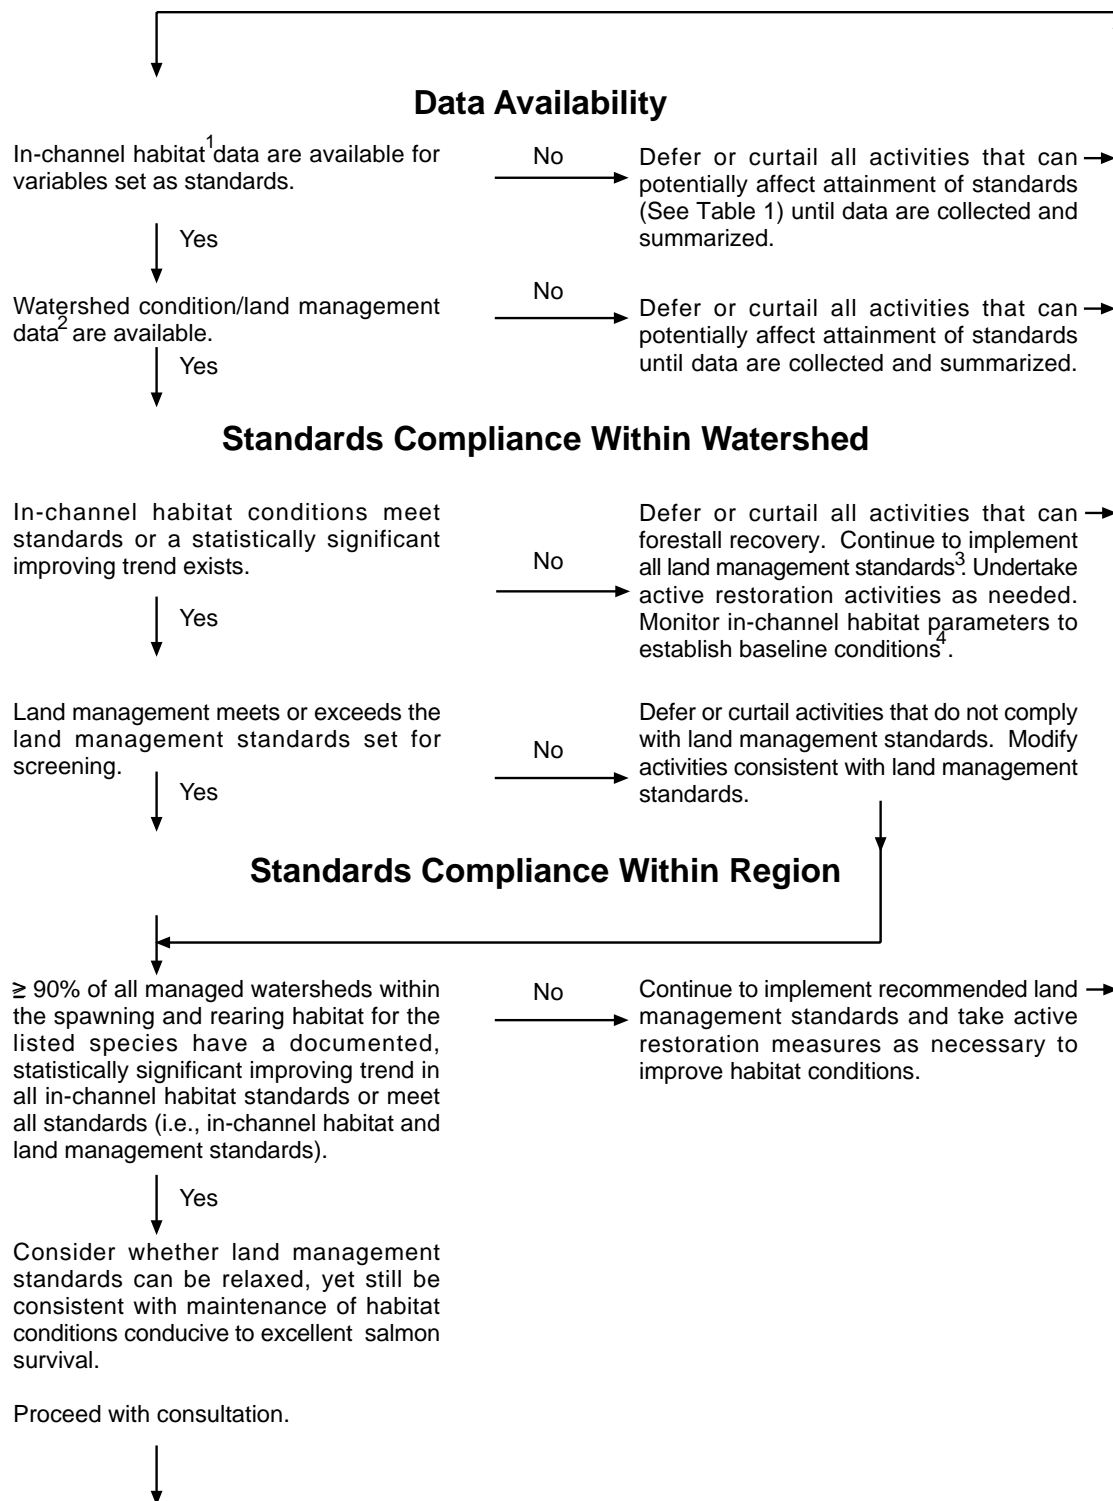 Data Availability
In-channel habitat1 data are available for
variables set as standards.
No
Defer or curtail all activities that can
potentially affect attainment of standards
(See Table 1) until data are collected and
summarized.
Yes
Watershed condition/land management
data2 are available.
No
Defer or curtail all activities that can
potentially affect attainment of standards
until data are collected and summarized.
Yes
Standards Compliance Within Watershed
In-channel habitat conditions meet
standards or a statistically significant
improving trend exists.
No
Defer or curtail all activities that can
forestall recovery. Continue to implement
all land management standards3. Undertake
active restoration activities as needed.
Monitor in-channel habitat parameters to
establish baseline conditions4.
Yes
Land management meets or exceeds the
land management standards set for
screening.
No
Defer or curtail activities that do not comply
with land management standards. Modify
activities consistent with land management
standards.
Yes
Standards Compliance Within Region
≥ 90% of all managed watersheds within
the spawning and rearing habitat for the
listed species have a documented,
statistically significant improving trend in
all in-channel habitat standards or meet
all standards (i.e., in-channel habitat and
land management standards).
No
Continue to implement recommended land
management standards and take active
restoration measures as necessary to
improve habitat conditions.
Yes
Consider whether land management
standards can be relaxed, yet still be
consistent with maintenance of habitat
conditions conducive to excellent salmon
survival.
Proceed with consultation.